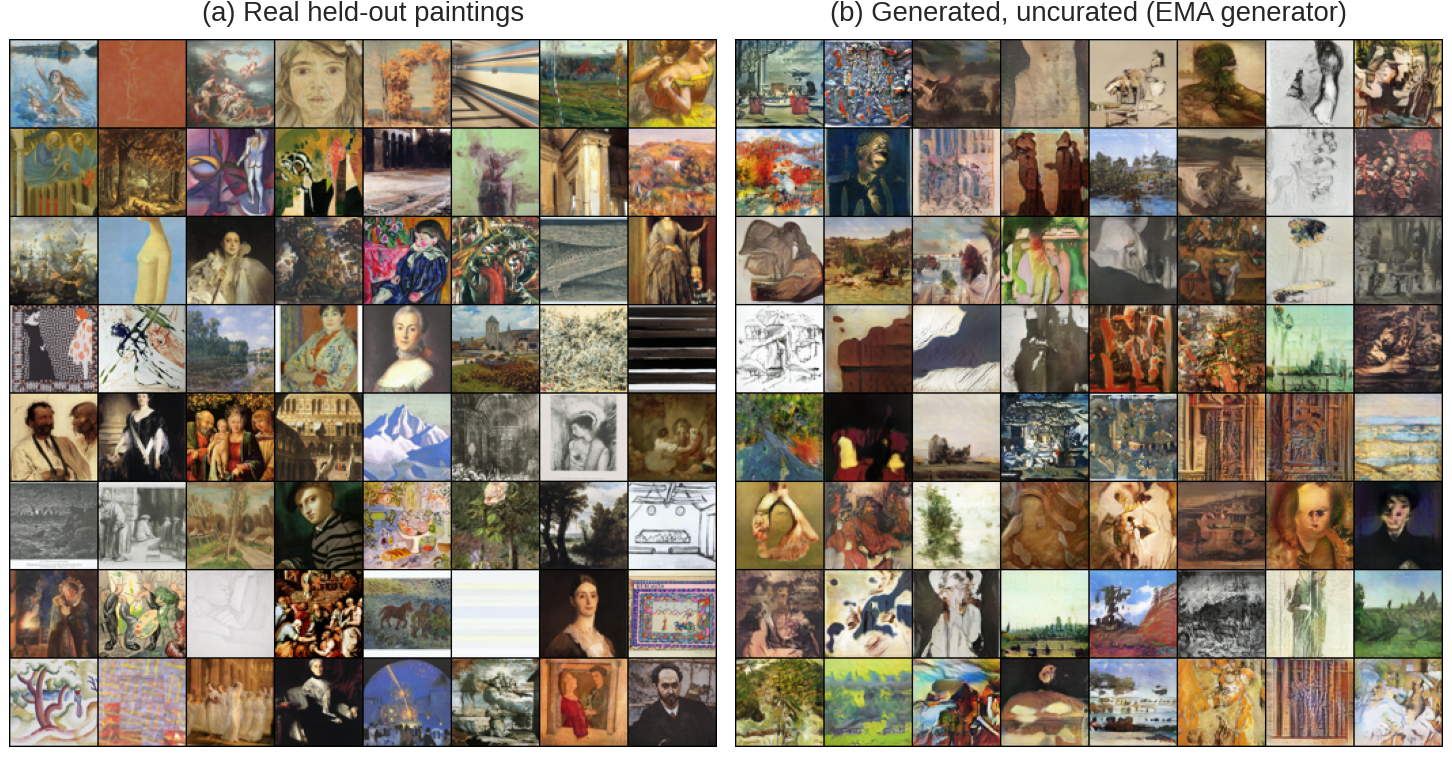 (a) Real held-out paintings
(b) Generated, uncurated (EMA generator)